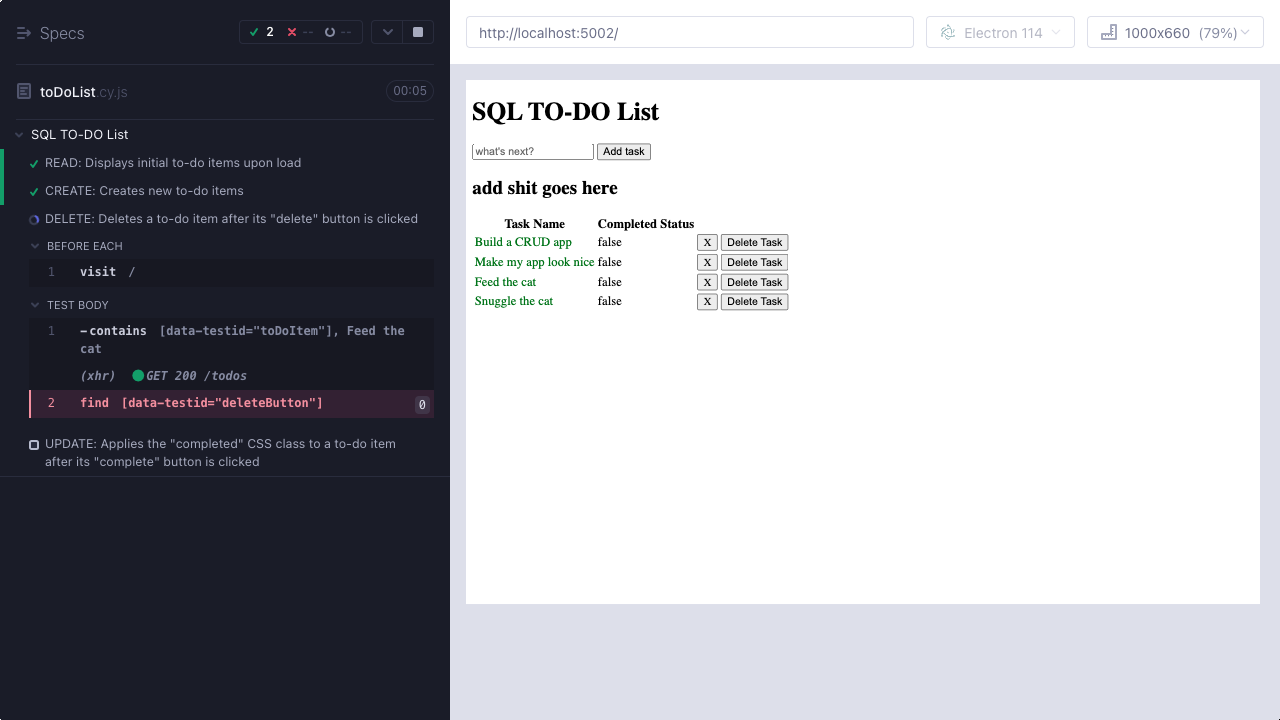 Specs
2 -- --
toDoList.cy.js 00:05
SQL TO-DO List
READ: Displays initial to-do items upon load
CREATE: Creates new to-do items
DELETE: Deletes a to-do item after its "delete" button is clicked
BEFORE EACH
1 visit /
TEST BODY
1 -contains [data-testid="toDoItem"], Feed the
cat
(xhr) GET 200 /todos
2 find [data-testid="deleteButton"] 0
UPDATE: Applies the "completed" CSS class to a to-do item
after its "complete" button is clicked
http://localhost:5002/ Electron 114 1000x660 (79%)
SQL TO-DO List
what's next? Add task
add shit goes here
Task Name Completed Status
Build a CRUD app false X Delete Task
Make my app look nice false X Delete Task
Feed the cat false X Delete Task
Snuggle the cat false X Delete Task